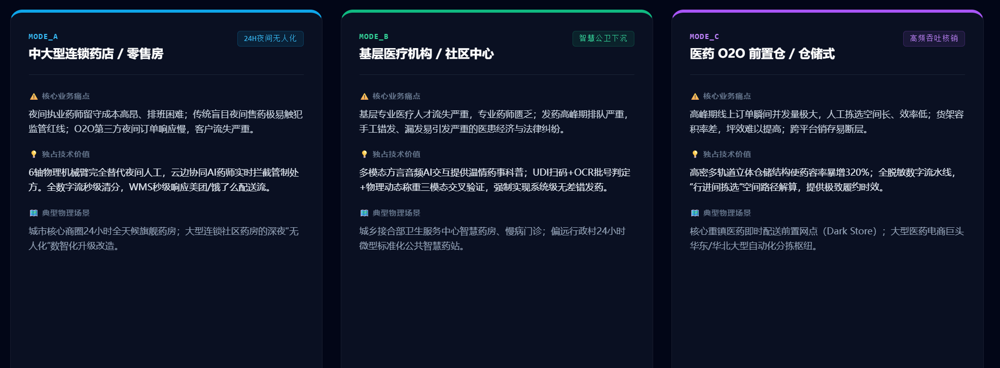 MODE_A
24H夜间无人化
中大型连锁药店 / 零售房
⚠️ 核心业务痛点
夜间执业药师留守成本高昂、排班困难；传统盲目夜间售药极易触犯
监管红线；O2O第三方夜间订单响应慢，客户流失严重。
💡 独占技术价值
6轴物理机械臂完全替代夜间人工，云边协同AI药师实时拦截管制处
方。全数字流秒级清分，WMS秒级响应美团/饿了么配送流。
🗺️ 典型物理场景
城市核心商圈24小时全天候旗舰药房；大型连锁社区药房的深夜“无
人化”数智化升级改造。
MODE_B
智慧公卫下沉
基层医疗机构 / 社区中心
⚠️ 核心业务痛点
基层专业医疗人才流失严重，专业药师匮乏；发药高峰期排队严重，
手工错发、漏发易引发严重的医患经济与法律纠纷。
💡 独占技术价值
多模态方言音频AI交互提供温情药事科普；UDI扫码+OCR批号判定
+物理动态称重三模态交叉验证，强制实现系统级无差错发药。
🗺️ 典型物理场景
城乡接合部卫生服务中心智慧药房、慢病门诊；偏远行政村24小时
微型标准化公共智慧药站。
MODE_C
高频吞吐核销
医药 O2O 前置仓 / 仓储式
⚠️ 核心业务痛点
高峰期线上订单瞬间并发量极大，人工拣选空间长、效率低；货架容
积率差，坪效难以提高；跨平台销存易断层。
💡 独占技术价值
高密多轨道立体仓储结构使药容率暴增320%；全脱敏数字流水线，
“行进间拣选”空间路径解算，提供极致履约时效。
🗺️ 典型物理场景
核心重镇医药即时配送前置网点（Dark Store）；大型医药电商巨头
华东/华北大型自动化分拣枢纽。